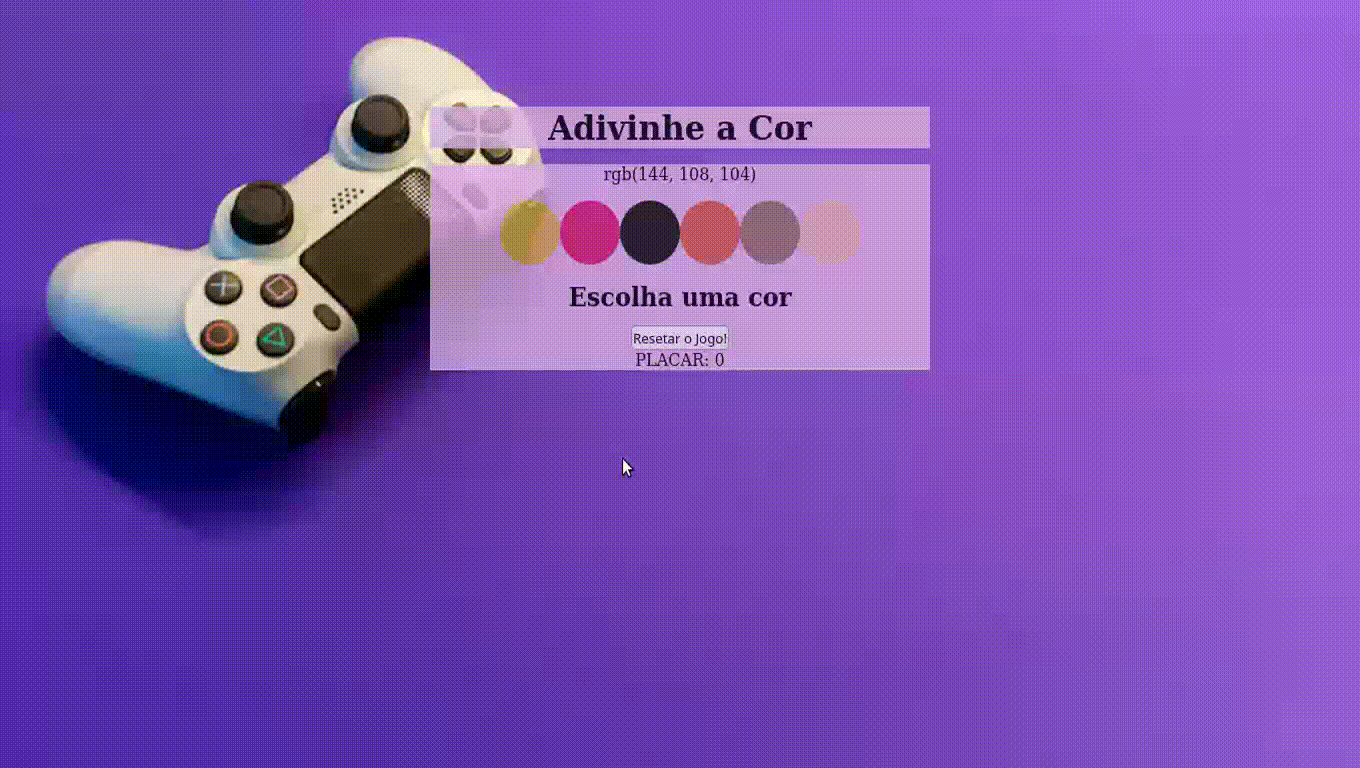 Adivinhe a Cor
rgb(144, 108, 104)
Escolha uma cor
Resetar o Jogo!
PLACAR: 0